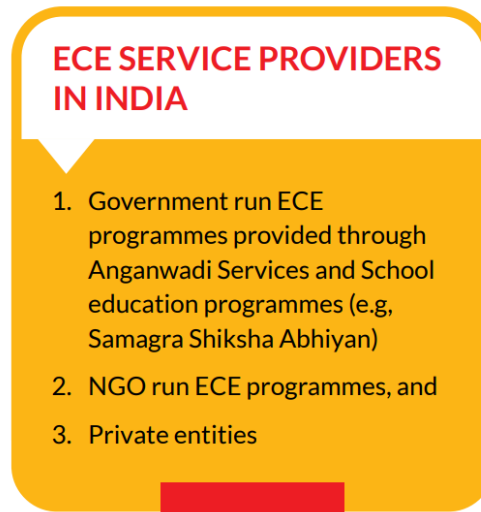 ECE SERVICE PROVIDERS
IN INDIA
1. Government run ECE
programmes provided through
Anganwadi Services and School
education programmes (e.g,
Samagra Shiksha Abhiyan)
2. NGO run ECE programmes, and
3. Private entities